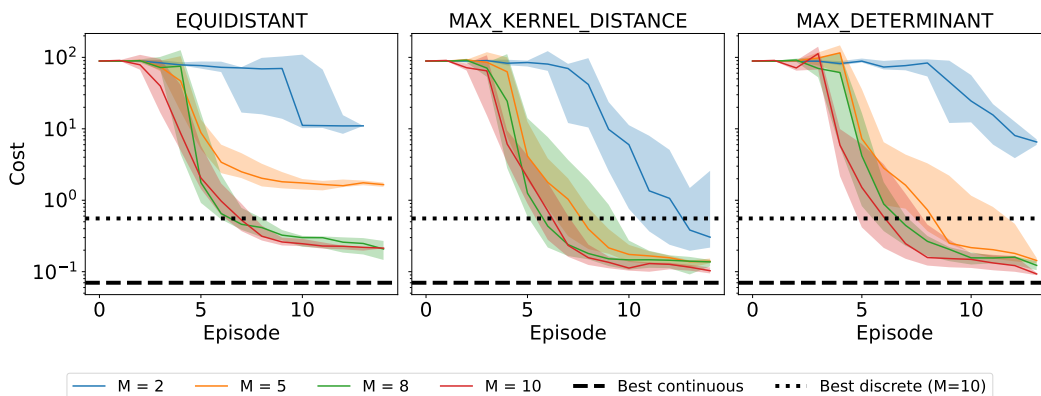 EQUIDISTANT
MAX_KERNEL_DISTANCE
MAX_DETERMINANT
Cost
10²
10¹
10⁰
10⁻¹
0 5 10
0 5 10
0 5 10
Episode
Episode
Episode
M = 2 M = 5 M = 8 M = 10 Best continuous Best discrete (M=10)